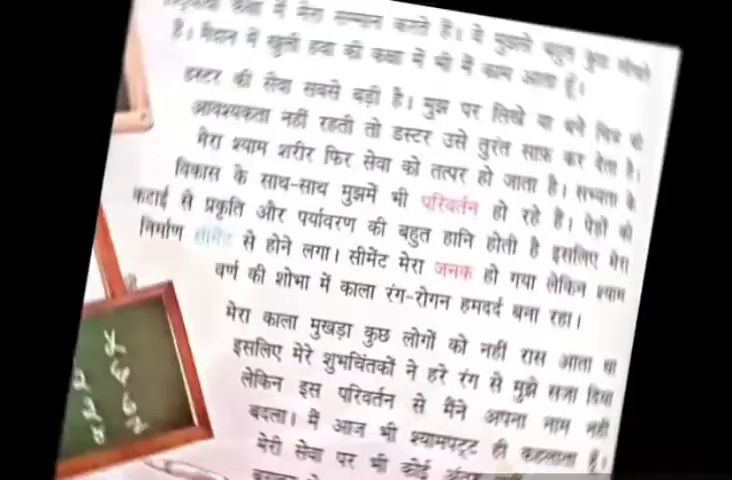 कक्षा में मेरा सम्मान करते हैं। ये मुझसे बहुत कुछ सीखते
है। मैदान में खुली हवा की कक्षा में भी मैं काम आता हूँ।
डस्टर की सेवा सबसे बड़ी है। मुझ पर लिखे या बने चित्र की
आवश्यकता नहीं रहती तो डस्टर उसे तुरंत साफ़ कर देता है।
मेरा श्याम शरीर फिर सेवा को तत्पर हो जाता है। सभ्यता के
विकास के साथ-साथ मुझमें भी परिवर्तन हो रहे हैं। पेड़ों की
कटाई से प्रकृति और पर्यावरण की बहुत हानि होती है इसलिए मेरा
निर्माण सीमेंट से होने लगा। सीमेंट मेरा जनक हो गया लेकिन श्याम
वर्ण की शोभा में काला रंग-रोगन हमदर्द बना रहा।
मेरा काला मुखड़ा कुछ लोगों को नहीं रास आता था
इसलिए मेरे शुभचिंतकों ने हरे रंग से मुझे सजा दिया
लेकिन इस परिवर्तन से मैंने अपना नाम नहीं
बदला। मैं आज भी श्यामपट्ट ही कहलाता हूँ।
मेरी सेवा पर भी कोई अंतर